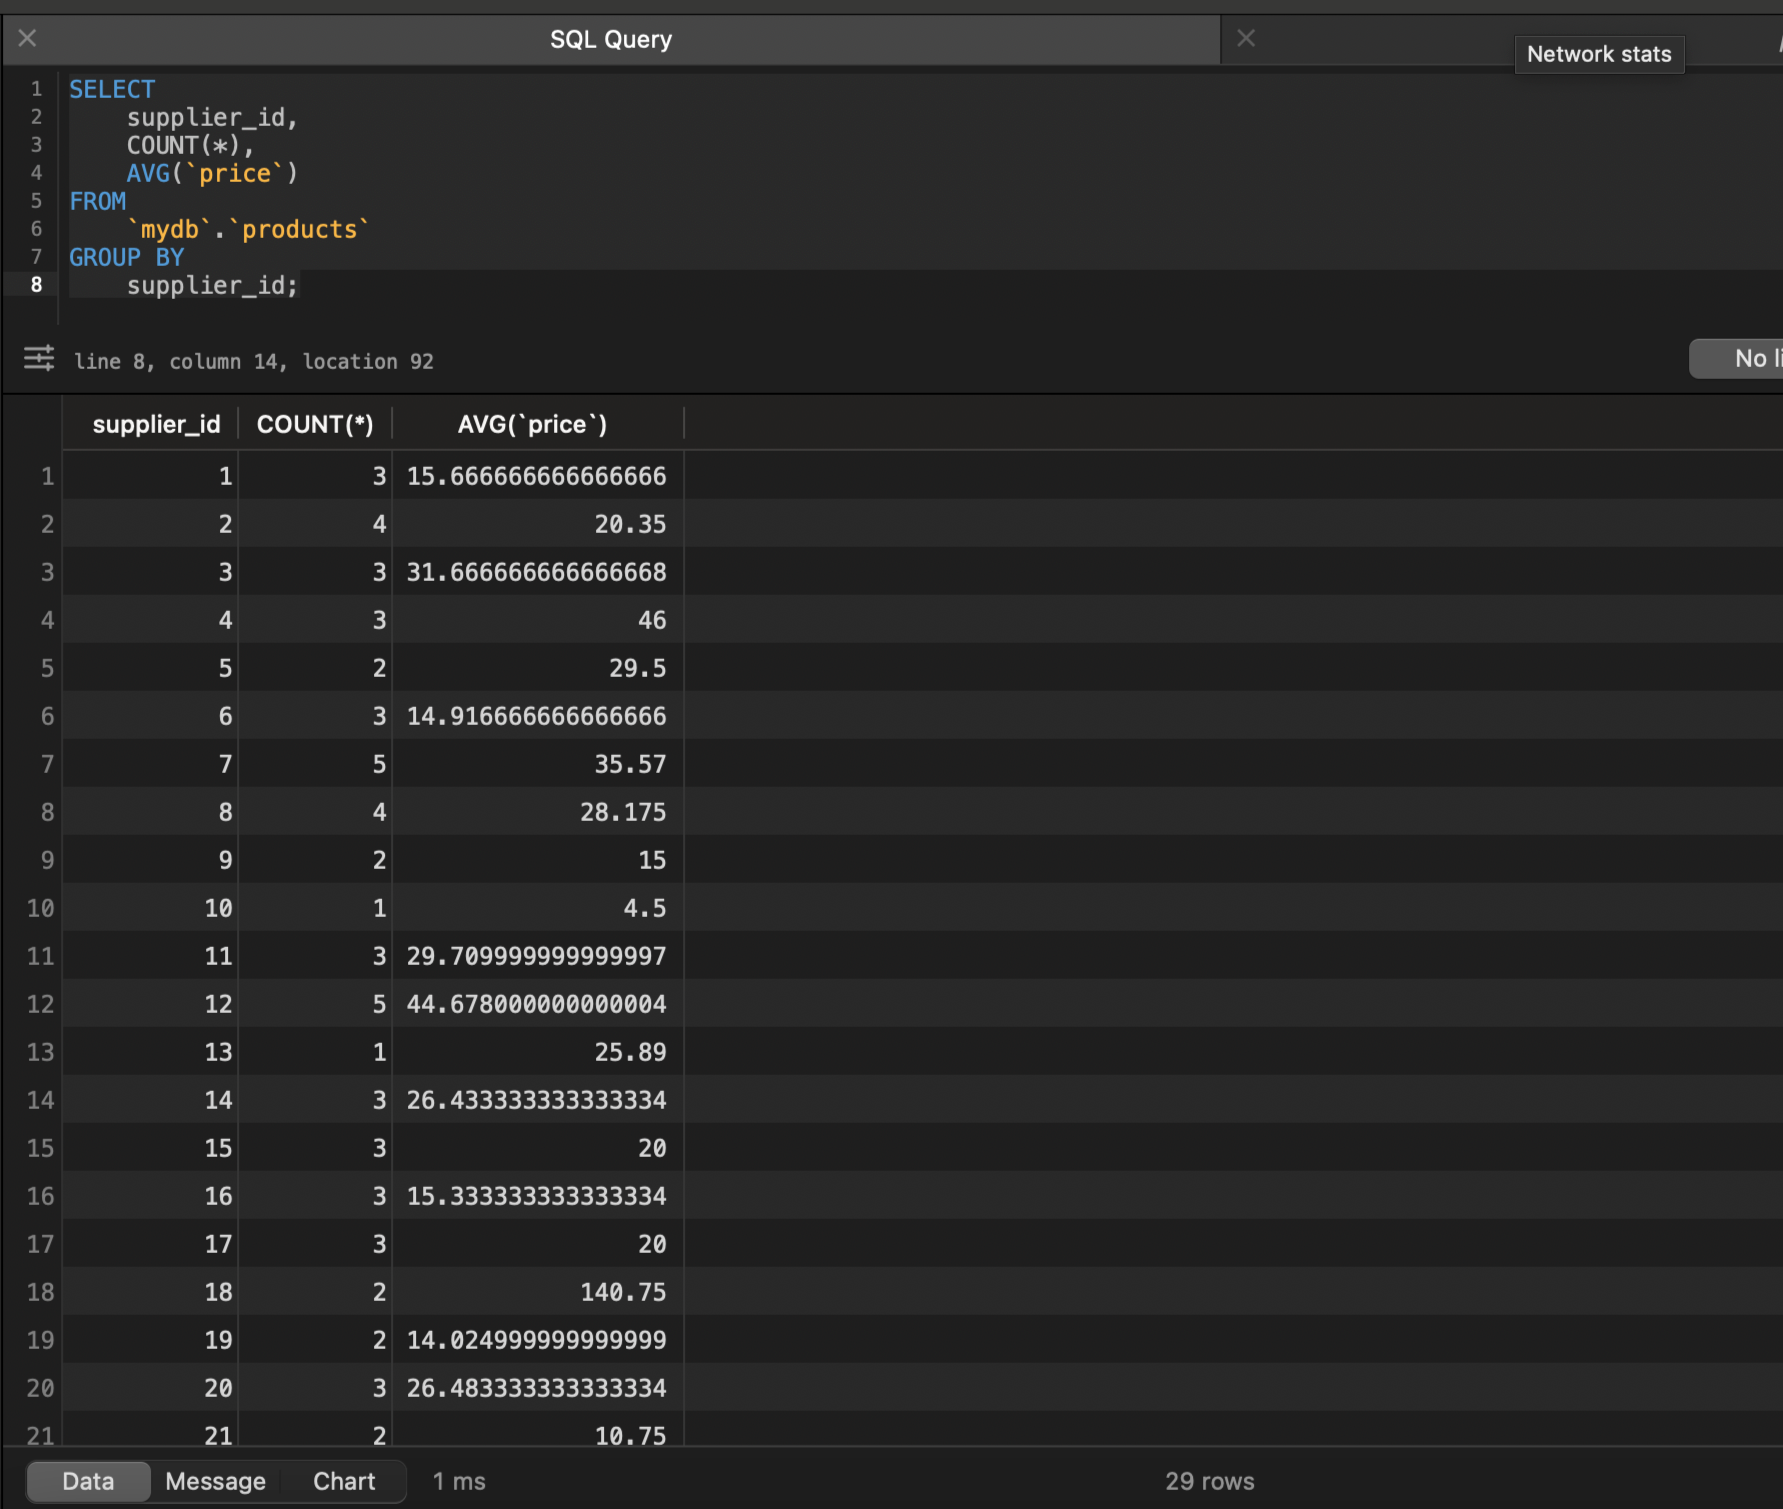 SQL Query
Network stats
1 SELECT
2 supplier_id,
3 COUNT(*),
4 AVG(`price`)
5 FROM
6 `mydb`.`products`
7 GROUP BY
8 supplier_id;
line 8, column 14, location 92
No li
supplier_id COUNT(*) AVG(`price`)
1 1 3 15.666666666666666
2 2 4 20.35
3 3 3 31.666666666666668
4 4 3 46
5 5 2 29.5
6 6 3 14.916666666666666
7 7 5 35.57
8 8 4 28.175
9 9 2 15
10 10 1 4.5
11 11 3 29.709999999999997
12 12 5 44.678000000000004
13 13 1 25.89
14 14 3 26.433333333333334
15 15 3 20
16 16 3 15.333333333333334
17 17 3 20
18 18 2 140.75
19 19 2 14.024999999999999
20 20 3 26.483333333333334
21 21 2 10.75
Data Message Chart 1 ms 29 rows